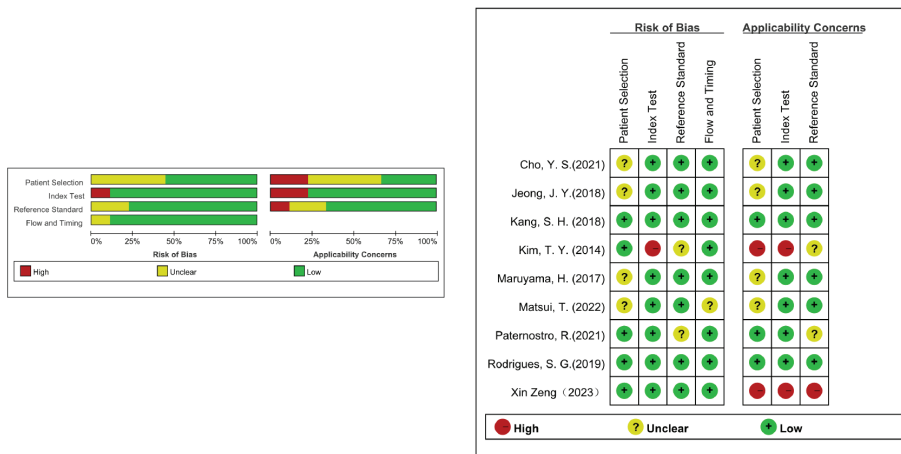 Patient Selection
Index Test
Reference Standard
Flow and Timing
0% 25% 50% 75% 100% 0% 25% 50% 75% 100%
Risk of Bias Applicability Concerns
High Unclear Low
Risk of Bias Applicability Concerns
Patient Selection Index Test Reference Standard Flow and Timing Patient Selection Index Test Reference Standard
Cho, Y. S.(2021) ? + + + ? + +
Jeong, J. Y.(2018) ? + + + ? + +
Kang, S. H. (2018) + + + + + + +
Kim, T. Y. (2014) + - ? + - - ?
Maruyama, H. (2017) ? + + + ? + +
Matsui, T. (2022) ? + + ? ? + +
Paternostro, R.(2021) + + ? + + + ?
Rodrigues, S. G.(2019) + + + + + + +
Xin Zeng（2023） + + + + - - -
- High ? Unclear + Low